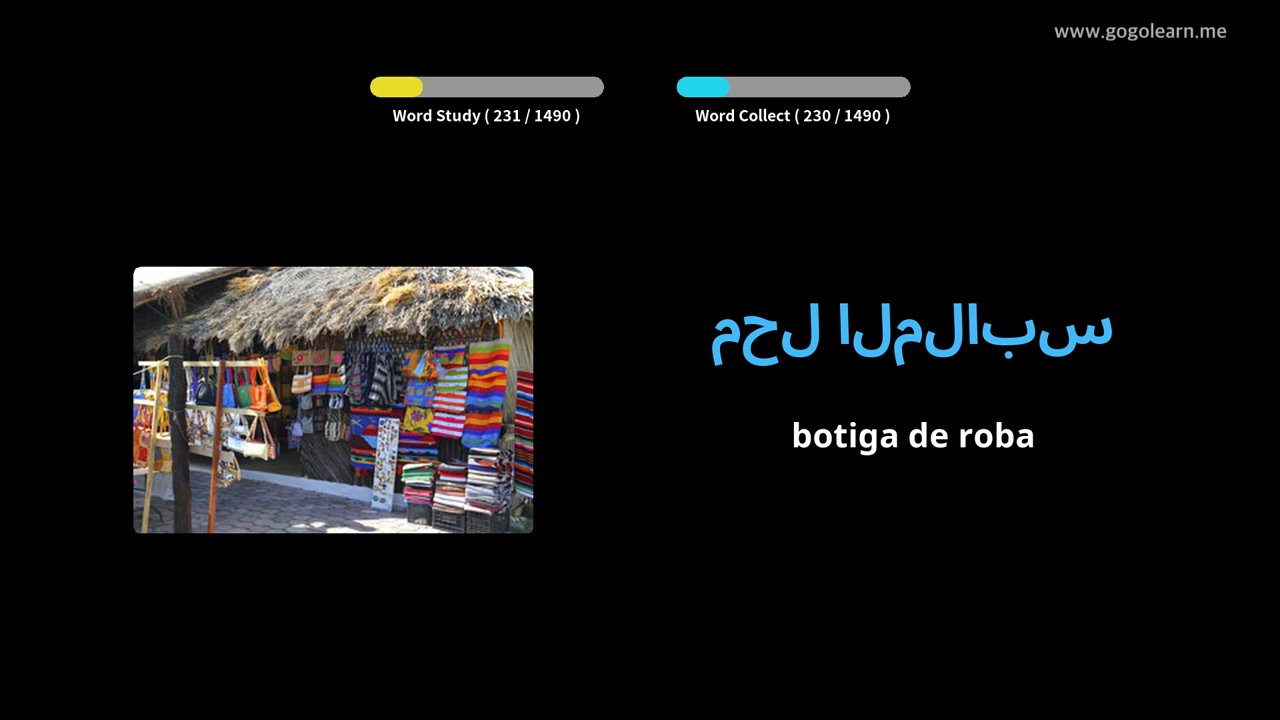 www.gogolearn.me
Word Study ( 231 / 1490 )
Word Collect ( 230 / 1490 )
محل الملابس
botiga de roba